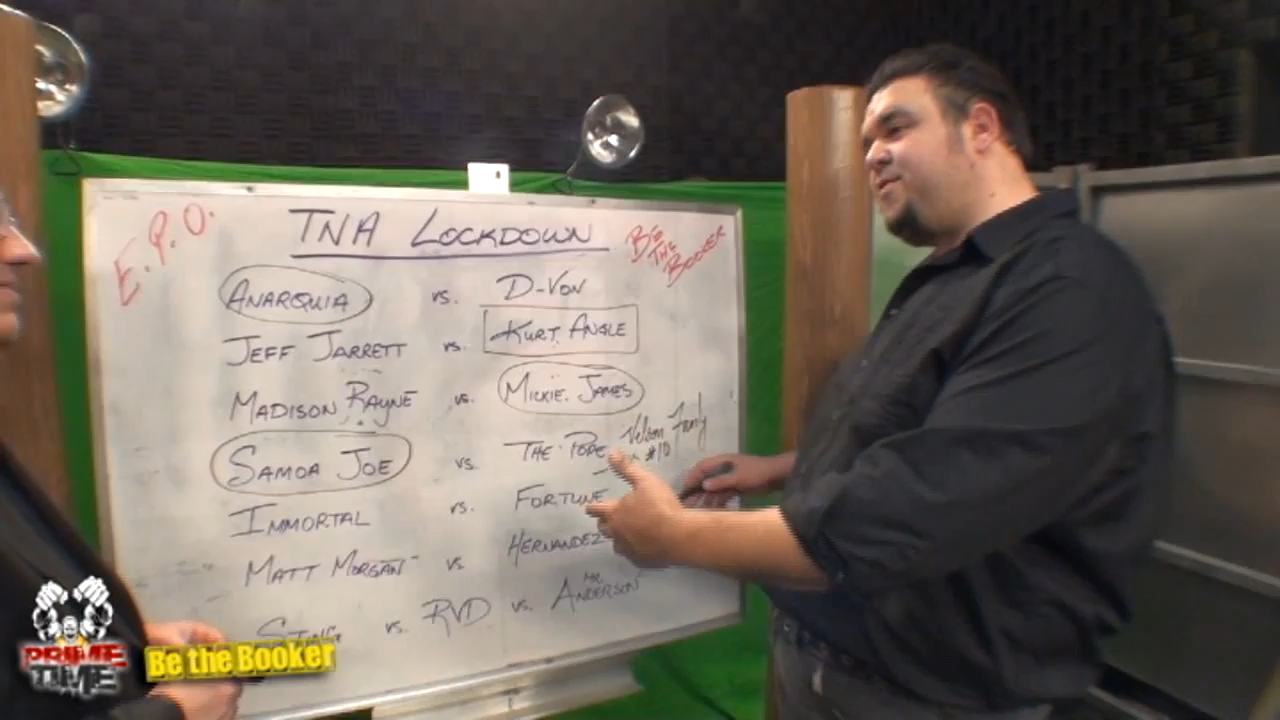 E.P.O.
TNA LOCKDOWN
BE THE BOOKER
ANARQUIA vs. D-VON
JEFF JARRETT vs. KURT ANGLE
MADISON RAYNE vs. MICKIE JAMES
SAMOA JOE vs. THE POPE
#10
IMMORTAL vs. FORTUNE
MATT MORGAN vs. HERNANDEZ
STING vs. RVD vs. MR. ANDERSON
PRIME TIME
Be the Booker